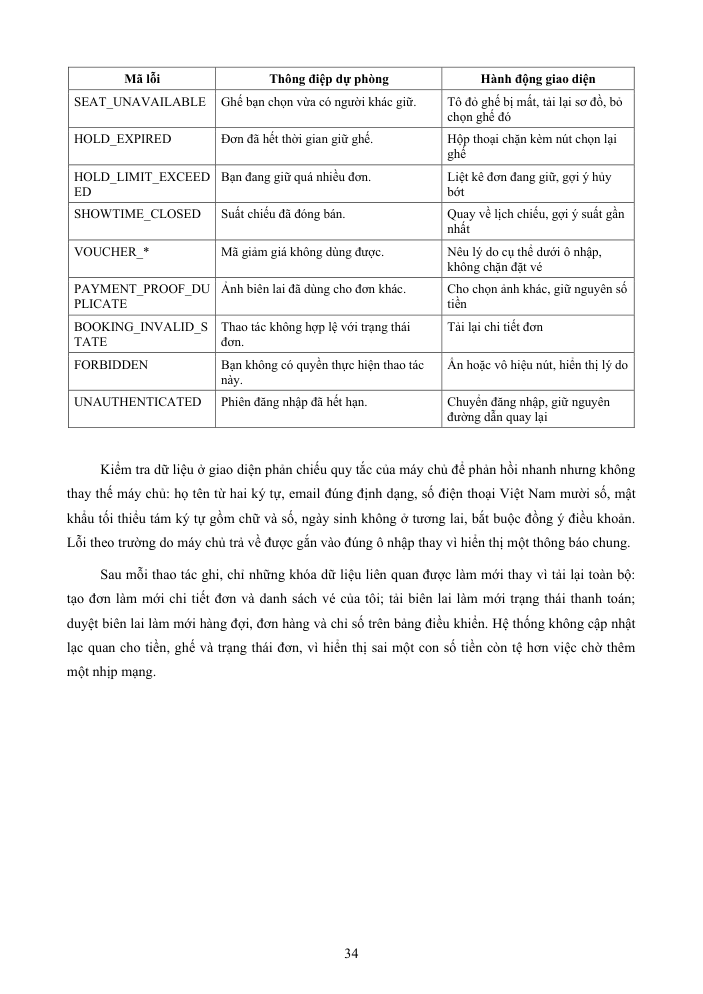 Mã lỗi Thông điệp dự phòng Hành động giao diện
SEAT_UNAVAILABLE Ghế bạn chọn vừa có người khác giữ. Tô đỏ ghế bị mất, tải lại sơ đồ, bỏ
chọn ghế đó
HOLD_EXPIRED Đơn đã hết thời gian giữ ghế. Hộp thoại chặn kèm nút chọn lại
ghế
HOLD_LIMIT_EXCEED Bạn đang giữ quá nhiều đơn. Liệt kê đơn đang giữ, gợi ý hủy
ED bớt
SHOWTIME_CLOSED Suất chiếu đã đóng bán. Quay về lịch chiếu, gợi ý suất gần
nhất
VOUCHER_* Mã giảm giá không dùng được. Nêu lý do cụ thể dưới ô nhập,
không chặn đặt vé
PAYMENT_PROOF_DU Ảnh biên lai đã dùng cho đơn khác. Cho chọn ảnh khác, giữ nguyên số
PLICATE tiền
BOOKING_INVALID_S Thao tác không hợp lệ với trạng thái Tải lại chi tiết đơn
TATE đơn.
FORBIDDEN Bạn không có quyền thực hiện thao tác Ẩn hoặc vô hiệu nút, hiển thị lý do
này.
UNAUTHENTICATED Phiên đăng nhập đã hết hạn. Chuyển đăng nhập, giữ nguyên
đường dẫn quay lại
Kiểm tra dữ liệu ở giao diện phản chiếu quy tắc của máy chủ để phản hồi nhanh nhưng không
thay thế máy chủ: họ tên từ hai ký tự, email đúng định dạng, số điện thoại Việt Nam mười số, mật
khẩu tối thiểu tám ký tự gồm chữ và số, ngày sinh không ở tương lai, bắt buộc đồng ý điều khoản.
Lỗi theo trường do máy chủ trả về được gắn vào đúng ô nhập thay vì hiển thị một thông báo chung.
Sau mỗi thao tác ghi, chỉ những khóa dữ liệu liên quan được làm mới thay vì tải lại toàn bộ:
tạo đơn làm mới chi tiết đơn và danh sách vé của tôi; tải biên lai làm mới trạng thái thanh toán;
duyệt biên lai làm mới hàng đợi, đơn hàng và chỉ số trên bảng điều khiển. Hệ thống không cập nhật
lạc quan cho tiền, ghế và trạng thái đơn, vì hiển thị sai một con số tiền còn tệ hơn việc chờ thêm
một nhịp mạng.
34